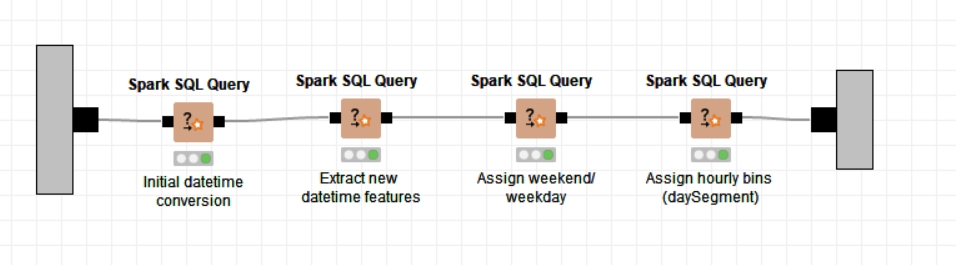 Spark SQL Query
Spark SQL Query
Spark SQL Query
Spark SQL Query
?
?
?
?
Initial datetime
conversion
Extract new
datetime features
Assign weekend/
weekday
Assign hourly bins
(daySegment)